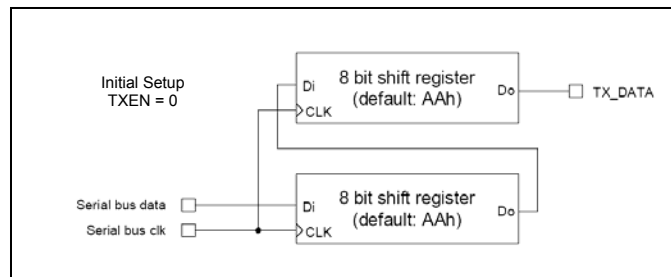 Initial Setup
TXEN = 0
Di
8 bit shift register
(default: AAh)
Do
CLK
TX_DATA
Serial bus data
Serial bus clk
Di
8 bit shift register
(default: AAh)
Do
CLK